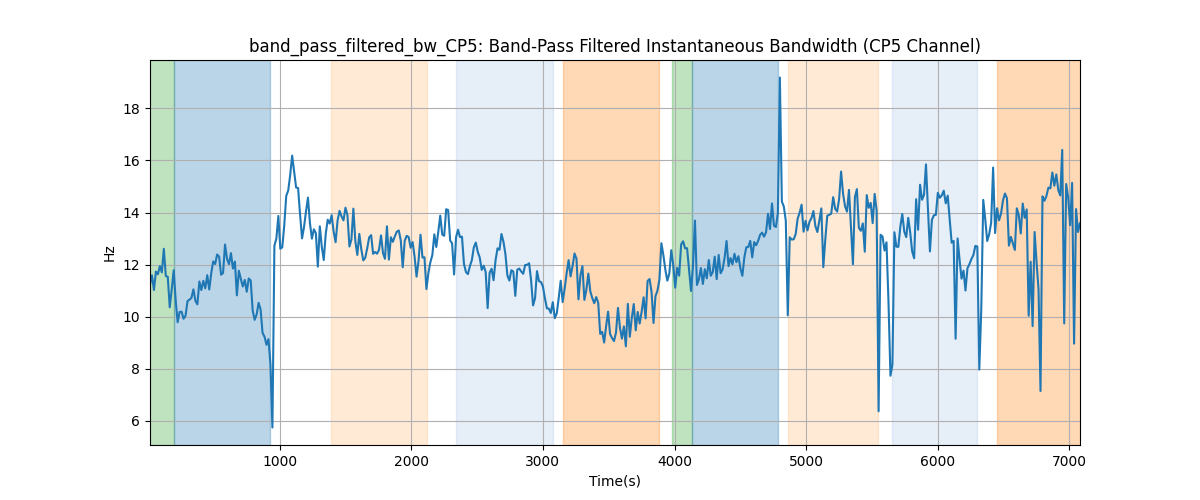 band_pass_filtered_bw_CP5: Band-Pass Filtered Instantaneous Bandwidth (CP5 Channel)
18
16
14
12
10
8
6
Hz
1000 2000 3000 4000 5000 6000 7000
Time(s)